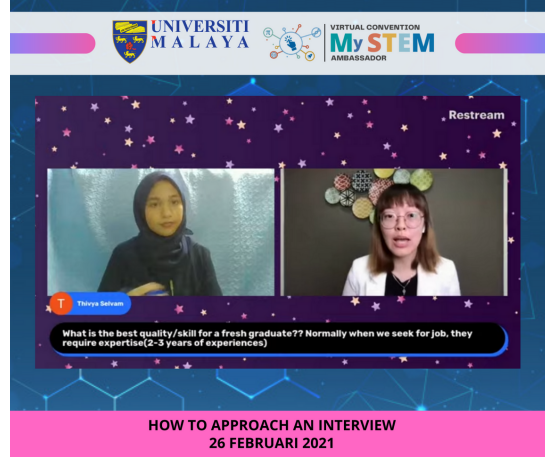 UNIVERSITI
MALAYA
VIRTUAL CONVENTION
My STEM
AMBASSADOR
Restream
T
Thivya Selvam
What is the best quality/skill for a fresh graduate?? Normally when we seek for job, they
require expertise(2-3 years of experiences)
HOW TO APPROACH AN INTERVIEW
26 FEBRUARI 2021